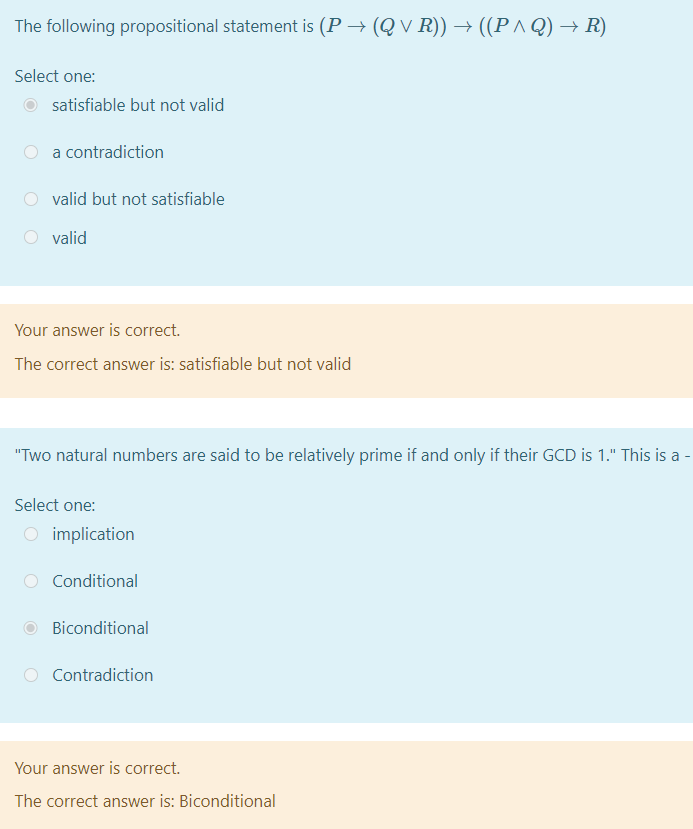 The following propositional statement is (P → (Q ∨ R)) → ((P ∧ Q) → R)
Select one:
satisfiable but not valid
a contradiction
valid but not satisfiable
valid
Your answer is correct.
The correct answer is: satisfiable but not valid
"Two natural numbers are said to be relatively prime if and only if their GCD is 1." This is a -
Select one:
implication
Conditional
Biconditional
Contradiction
Your answer is correct.
The correct answer is: Biconditional